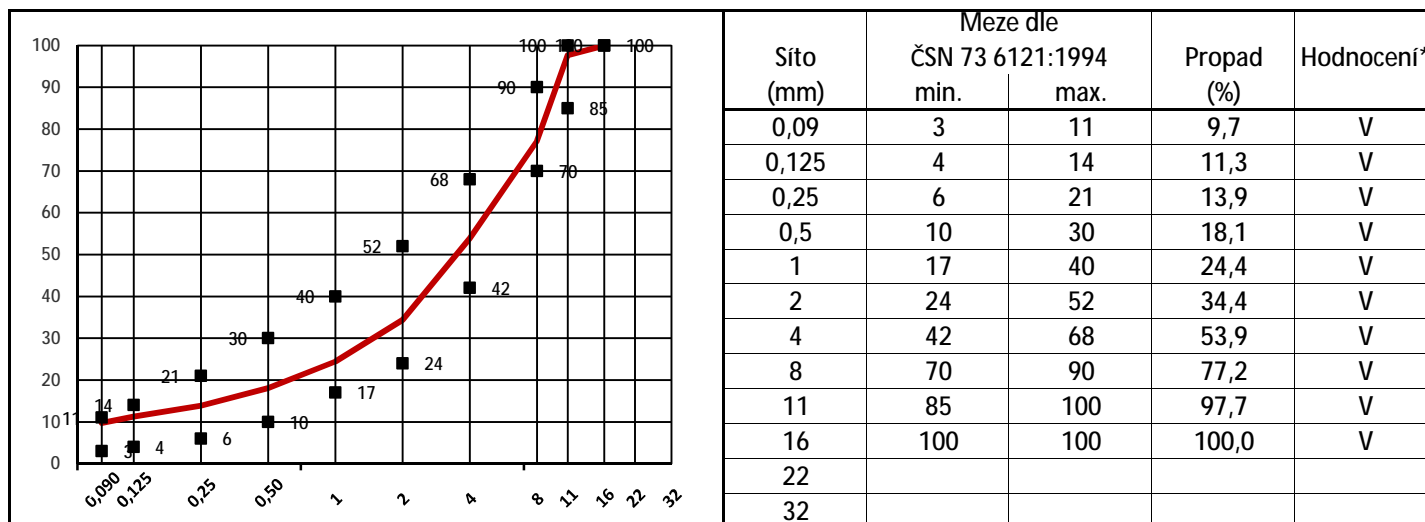 100
90
80
70
60
50
40
30
20
10
0
100 100 100
90
85
68
70
52
42
40
30
24
21
17
11 14
10
3 4 6
0,090 0,125 0,25 0,50 1 2 4 8 11 16 22 32
Meze dle
Síto ČSN 73 6121:1994 Propad Hodnocení*
(mm) min. max. (%)
0,09 3 11 9,7 V
0,125 4 14 11,3 V
0,25 6 21 13,9 V
0,5 10 30 18,1 V
1 17 40 24,4 V
2 24 52 34,4 V
4 42 68 53,9 V
8 70 90 77,2 V
11 85 100 97,7 V
16 100 100 100,0 V
22
32